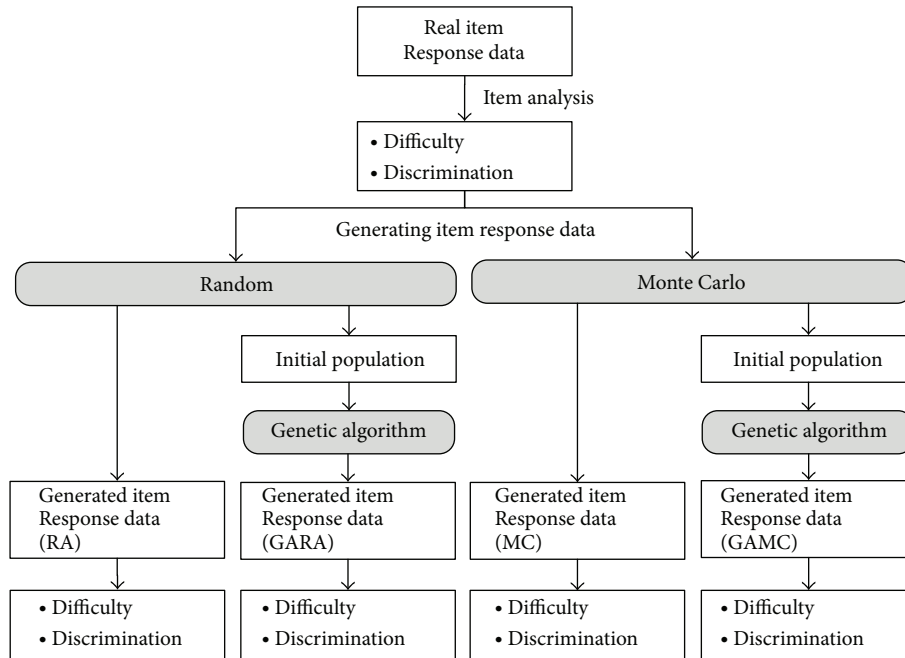 Real item
Response data
Item analysis
• Difficulty
• Discrimination
Generating item response data
Random
Monte Carlo
Initial population
Initial population
Genetic algorithm
Genetic algorithm
Generated item
Response data
(RA)
Generated item
Response data
(GARA)
Generated item
Response data
(MC)
Generated item
Response data
(GAMC)
• Difficulty
• Discrimination
• Difficulty
• Discrimination
• Difficulty
• Discrimination
• Difficulty
• Discrimination